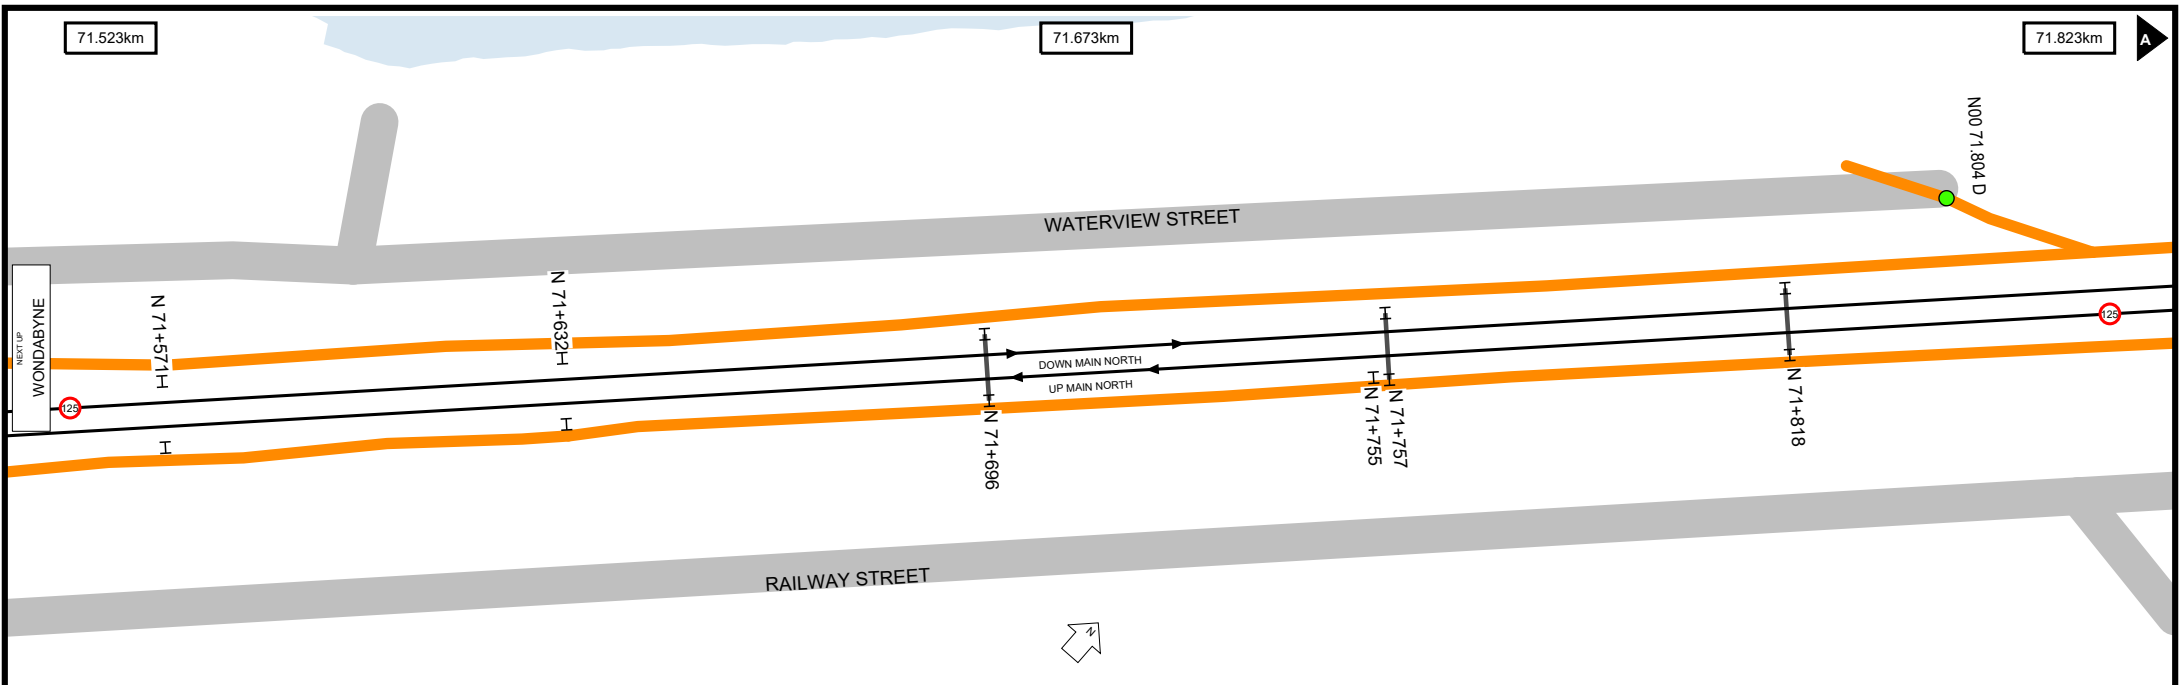 71.523km
71.673km
71.823km
A
N00 71.804 D
WATERVIEW STREET
NEXT UP
WONDABYNE
N 71+571
N 71+632
125
DOWN MAIN NORTH
UP MAIN NORTH
125
N 71+696
N 71+755
N 71+757
N 71+818
RAILWAY STREET
N